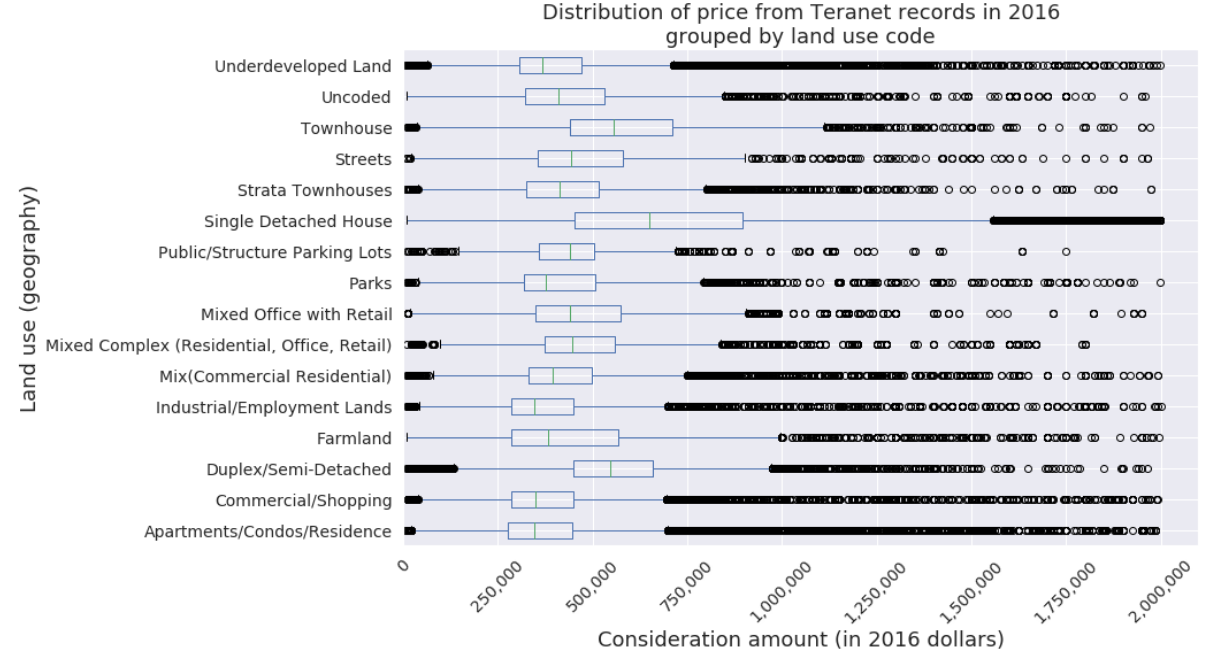 Distribution of price from Teranet records in 2016
grouped by land use code
Land use (geography)
Underdeveloped Land
Uncoded
Townhouse
Streets
Strata Townhouses
Single Detached House
Public/Structure Parking Lots
Parks
Mixed Office with Retail
Mixed Complex (Residential, Office, Retail)
Mix(Commercial Residential)
Industrial/Employment Lands
Farmland
Duplex/Semi-Detached
Commercial/Shopping
Apartments/Condos/Residence
0
250,000
500,000
750,000
1,000,000
1,250,000
1,500,000
1,750,000
2,000,000
Consideration amount (in 2016 dollars)